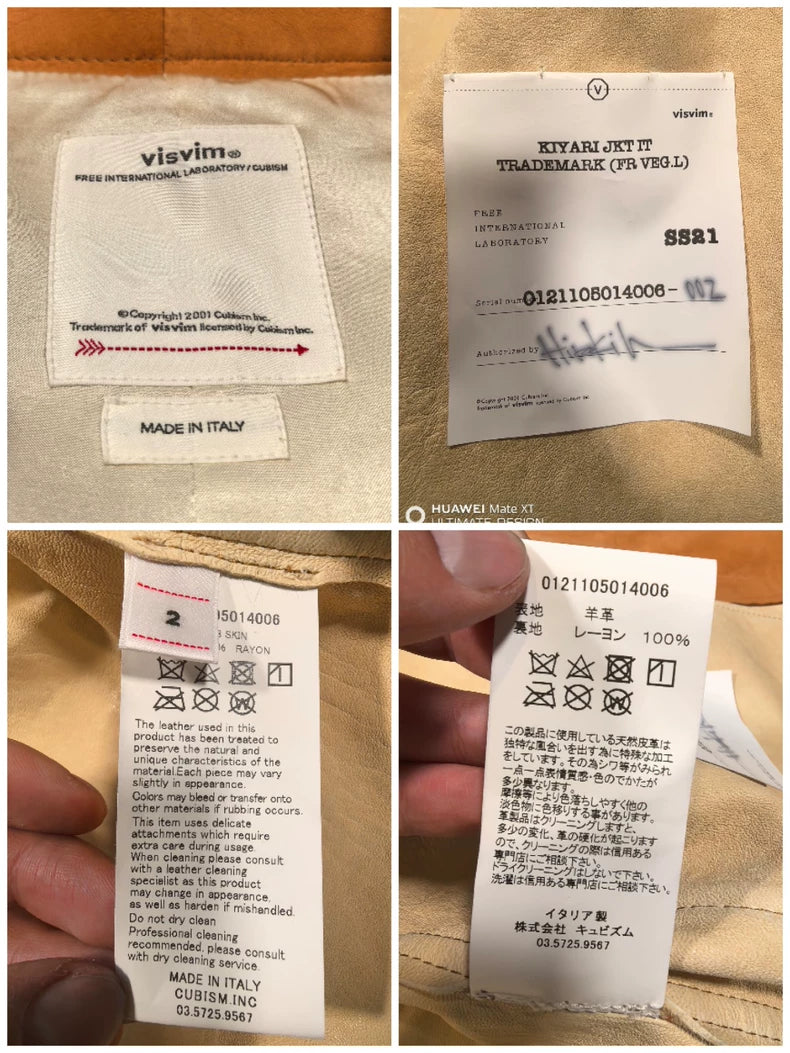 visvim®
FREE INTERNATIONAL LABORATORY / CUBISM
©Copyright 2001 Cubism Inc.
Trademark of visvim licensed by Cubism Inc.
MADE IN ITALY
V
visvim®
KIYARI JKT IT
TRADEMARK (FR VEG.L)
FREE
INTERNATIONAL
LABORATORY
SS21
Serial num 0121105014006- 002
Authorized by
©Copyright 2001 Cubism Inc.
Trademark of visvim licensed by Cubism Inc.
HUAWEI Mate XT
ULTIMATE DESIGN
2
05014006
SKIN
RAYON
The leather used in this
product has been treated to
preserve the natural and
unique characteristics of the
material.Each piece may vary
slightly in appearance.
Colors may bleed or transfer onto
other materials if rubbing occurs.
This item uses delicate
attachments which require
extra care during usage.
When cleaning please consult
with a leather cleaning
specialist as this product
may change in appearance,
as well as harden if mishandled.
Do not dry clean
Professional cleaning
recommended, please consult
with dry cleaning service.
MADE IN ITALY
CUBISM.INC
03.5725.9567
0121105014006
表地 羊革
裏地 レーヨン 100%
この製品に使用している天然皮革は
独特な風合いを出す為に特殊な加工
をしています。その為シワ等がみられ
一点一点表情質感・色のでかたが
多少異なります。
摩擦等により色落ちしやすく他の
淡色物に色移りする事があります。
革製品はクリーニングしますと、
多少の変化、革の硬化が起こります
ので、クリーニングの際は信用ある
専門店にご相談下さい。
ドライクリーニングはしないで下さい。
洗濯は信用ある専門店にご相談下さい。
イタリア製
株式会社 キュビズム
03.5725.9567